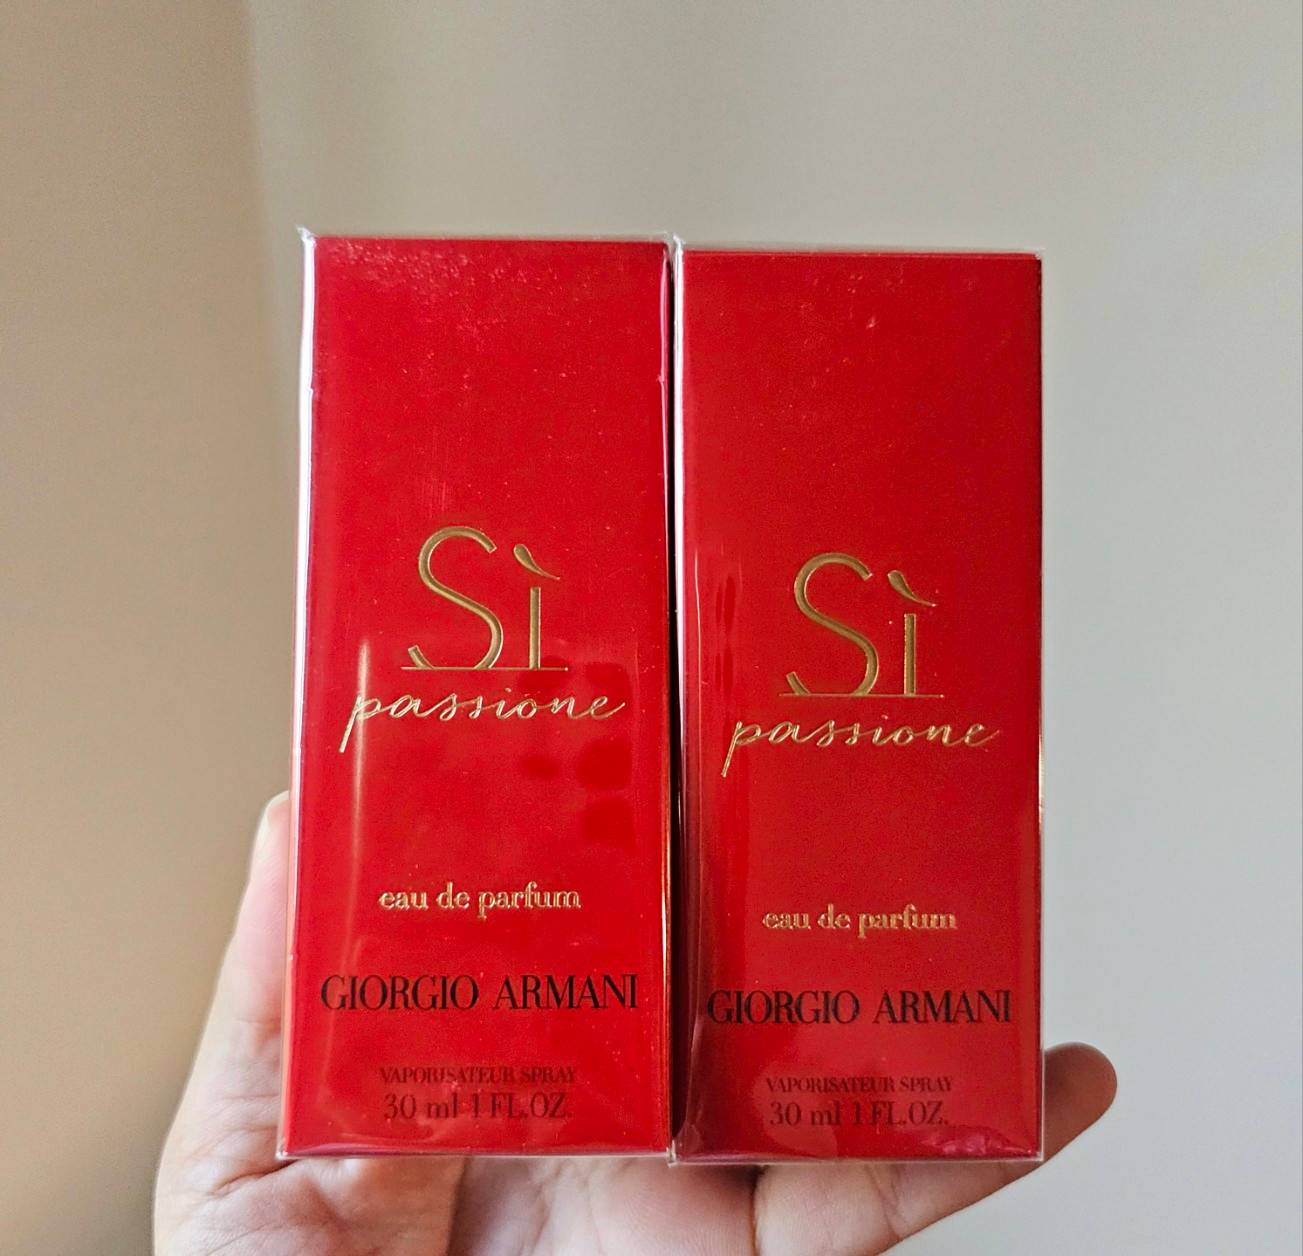 Sì
passione
eau de parfum
GIORGIO ARMANI
VAPORISATEUR SPRAY
30 ml 1 FL.OZ.
Sì
passione
eau de parfum
GIORGIO ARMANI
VAPORISATEUR SPRAY
30 ml 1 FL.OZ.